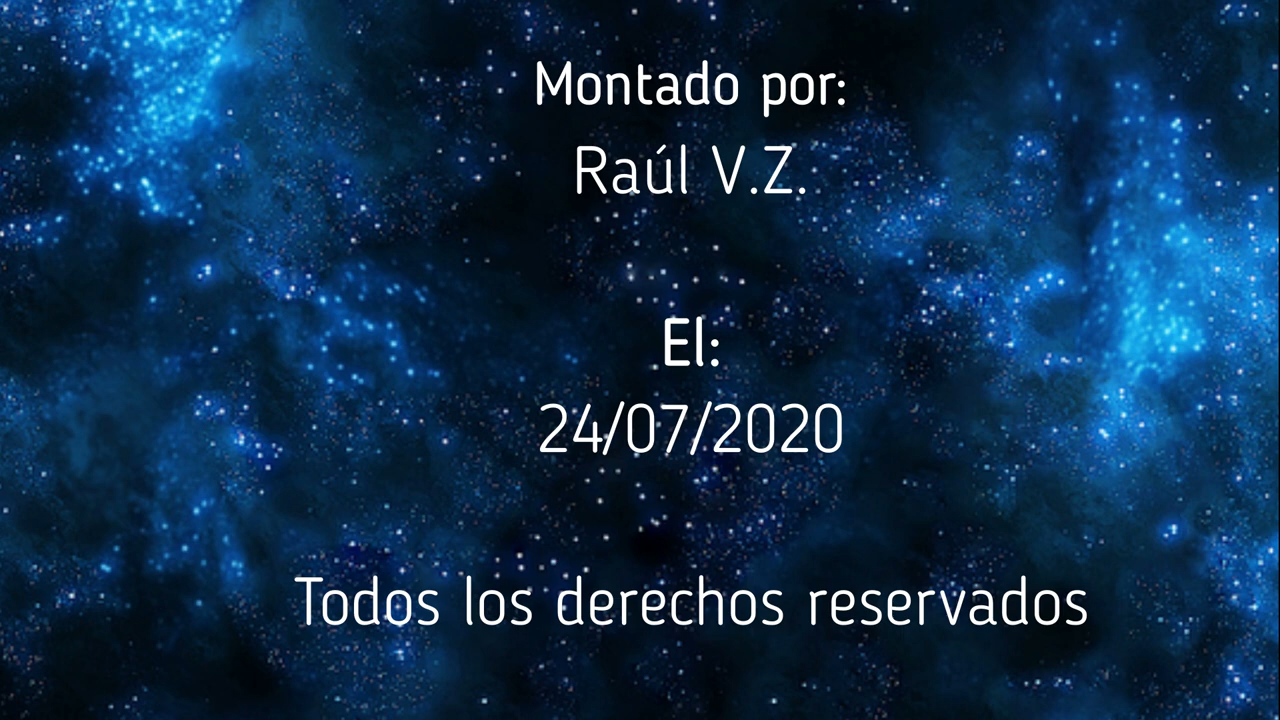 Montado por:
Raúl V.Z.
El:
24/07/2020
Todos los derechos reservados